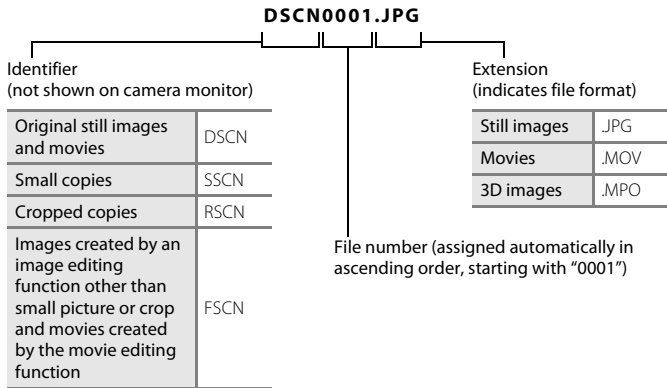 DSCN0001.JPG
Identifier
(not shown on camera monitor)
Original still images
and movies
DSCN
Small copies
SSCN
Cropped copies
RSCN
Images created by an
image editing
function other than
small picture or crop
and movies created
by the movie editing
function
FSCN
File number (assigned automatically in
ascending order, starting with “0001”)
Extension
(indicates file format)
Still images
.JPG
Movies
.MOV
3D images
.MPO